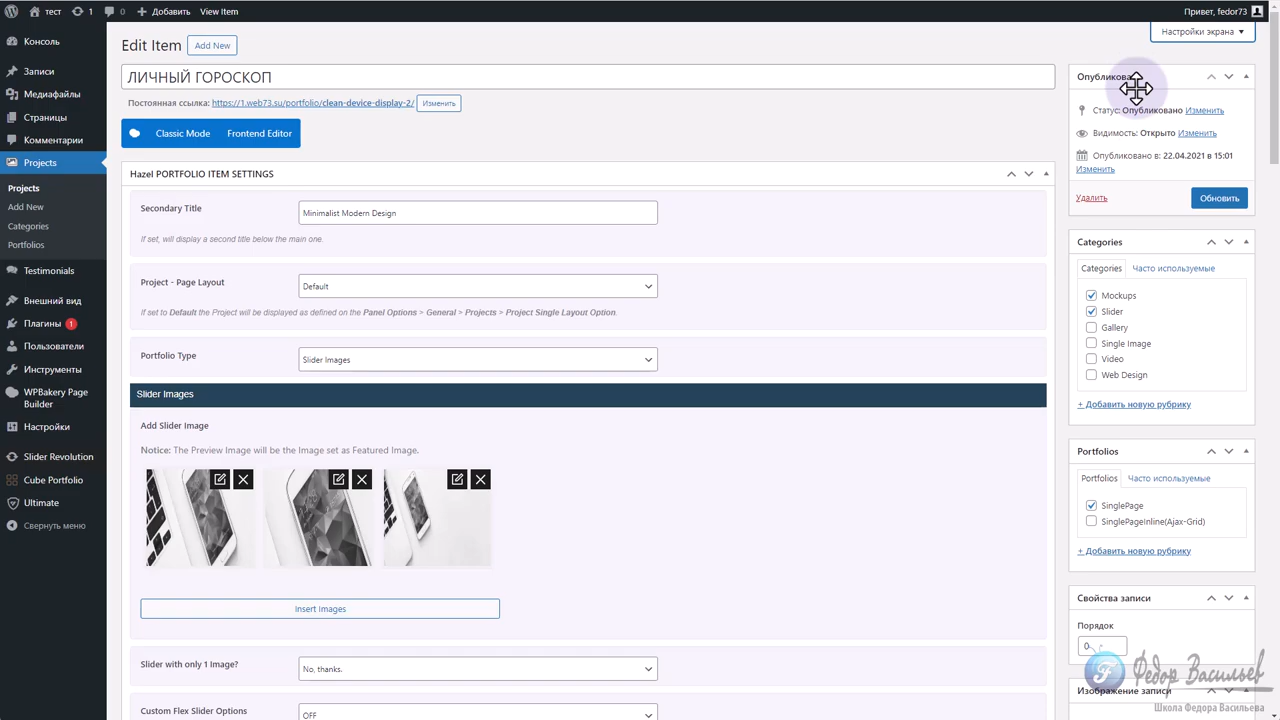 тест 1 0 Добавить View Item Привет, fedor73
Настройки экрана
Консоль
Записи
Медиафайлы
Страницы
Комментарии
Projects
Projects
Add New
Categories
Portfolios
Testimonials
Внешний вид
Плагины 1
Пользователи
Инструменты
WPBakery Page
Builder
Настройки
Slider Revolution
Cube Portfolio
Ultimate
Свернуть меню
Edit Item Add New
ЛИЧНЫЙ ГОРОСКОП
Постоянная ссылка: https://1.web73.su/portfolio/clean-device-display-2/ Изменить
Classic Mode Frontend Editor
Hazel PORTFOLIO ITEM SETTINGS
Secondary Title Minimalist Modern Design
If set, will display a second title below the main one.
Project - Page Layout Default
If set to Default the Project will be displayed as defined on the Panel Options > General > Projects > Project Single Layout Option.
Portfolio Type Slider Images
Slider Images
Add Slider Image
Notice: The Preview Image will be the Image set as Featured Image.
Insert Images
Slider with only 1 Image? No, thanks.
Custom Flex Slider Options OFF
Статус: Опубликовано Изменить
Видимость: Открыто Изменить
Опубликовано в: 22.04.2021 в 15:01
Изменить
Удалить Обновить
Categories
Categories Часто используемые
Mockups
Slider
Gallery
Single Image
Video
Web Design
+ Добавить новую рубрику
Portfolios
Portfolios Часто используемые
SinglePage
SinglePageInline(Ajax-Grid)
+ Добавить новую рубрику
Свойства записи
Порядок
0
Изображение записи
Федор Васильев
Школа Федора Васильева